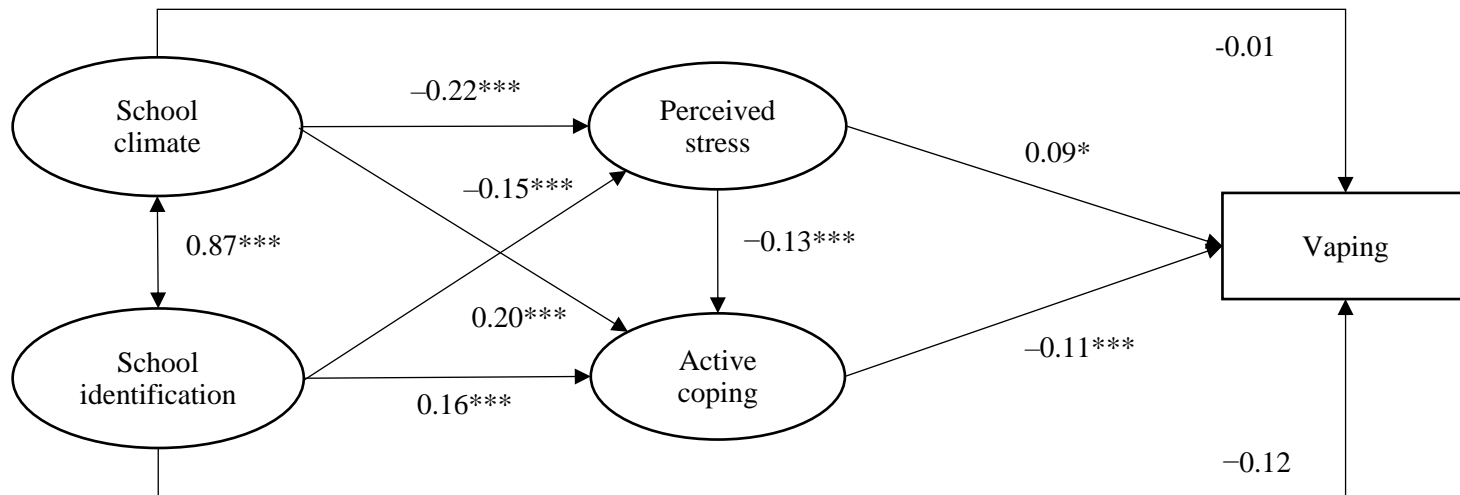 -0.01
School
climate
–0.22***
Perceived
stress
0.09*
–0.15***
0.87***
−0.13***
Vaping
0.20***
School
identification
0.16***
Active
coping
–0.11***
−0.12